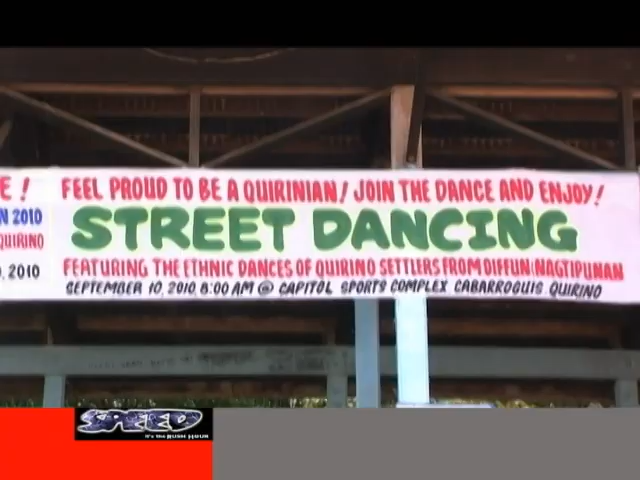 E !
N 2010
QUIRINO
, 2010
FEEL PROUD TO BE A QUIRINIAN! JOIN THE DANCE AND ENJOY!
STREET DANCING
FEATURING THE ETHNIC DANCES OF QUIRINO SETTLERS FROM DIFFUN, NAGTIPUNAN
SEPTEMBER 10, 2010, 8:00 AM @ CAPITOL SPORTS COMPLEX CABARROGUIS QUIRINO
SPEED
It's the RUSH HOUR